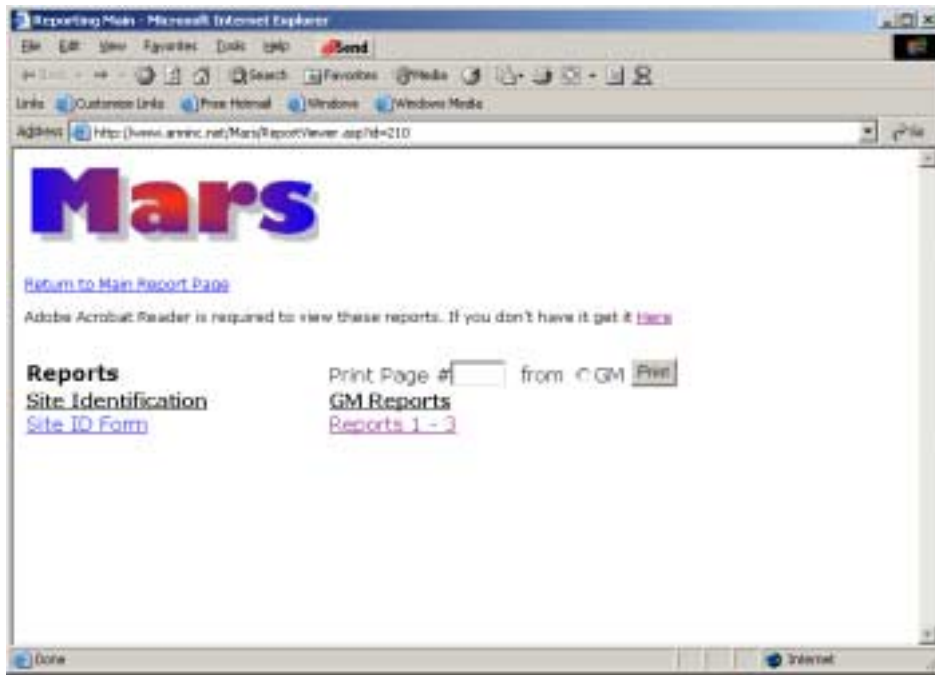 Reporting Main - Microsoft Internet Explorer
File Edit View Favorites Tools Help Send
Search Favorites Media
Links Customize Links Free Hotmail Windows Windows Media
Address http://www.arminc.net/Mars/ReportViewer.asp?id=210 Go
Mars
Return to Main Report Page
Adobe Acrobat Reader is required to view these reports. If you don't have it get it Here
Reports Print Page # from GM Print
Site Identification GM Reports
Site ID Form Reports 1 - 3
Done Internet